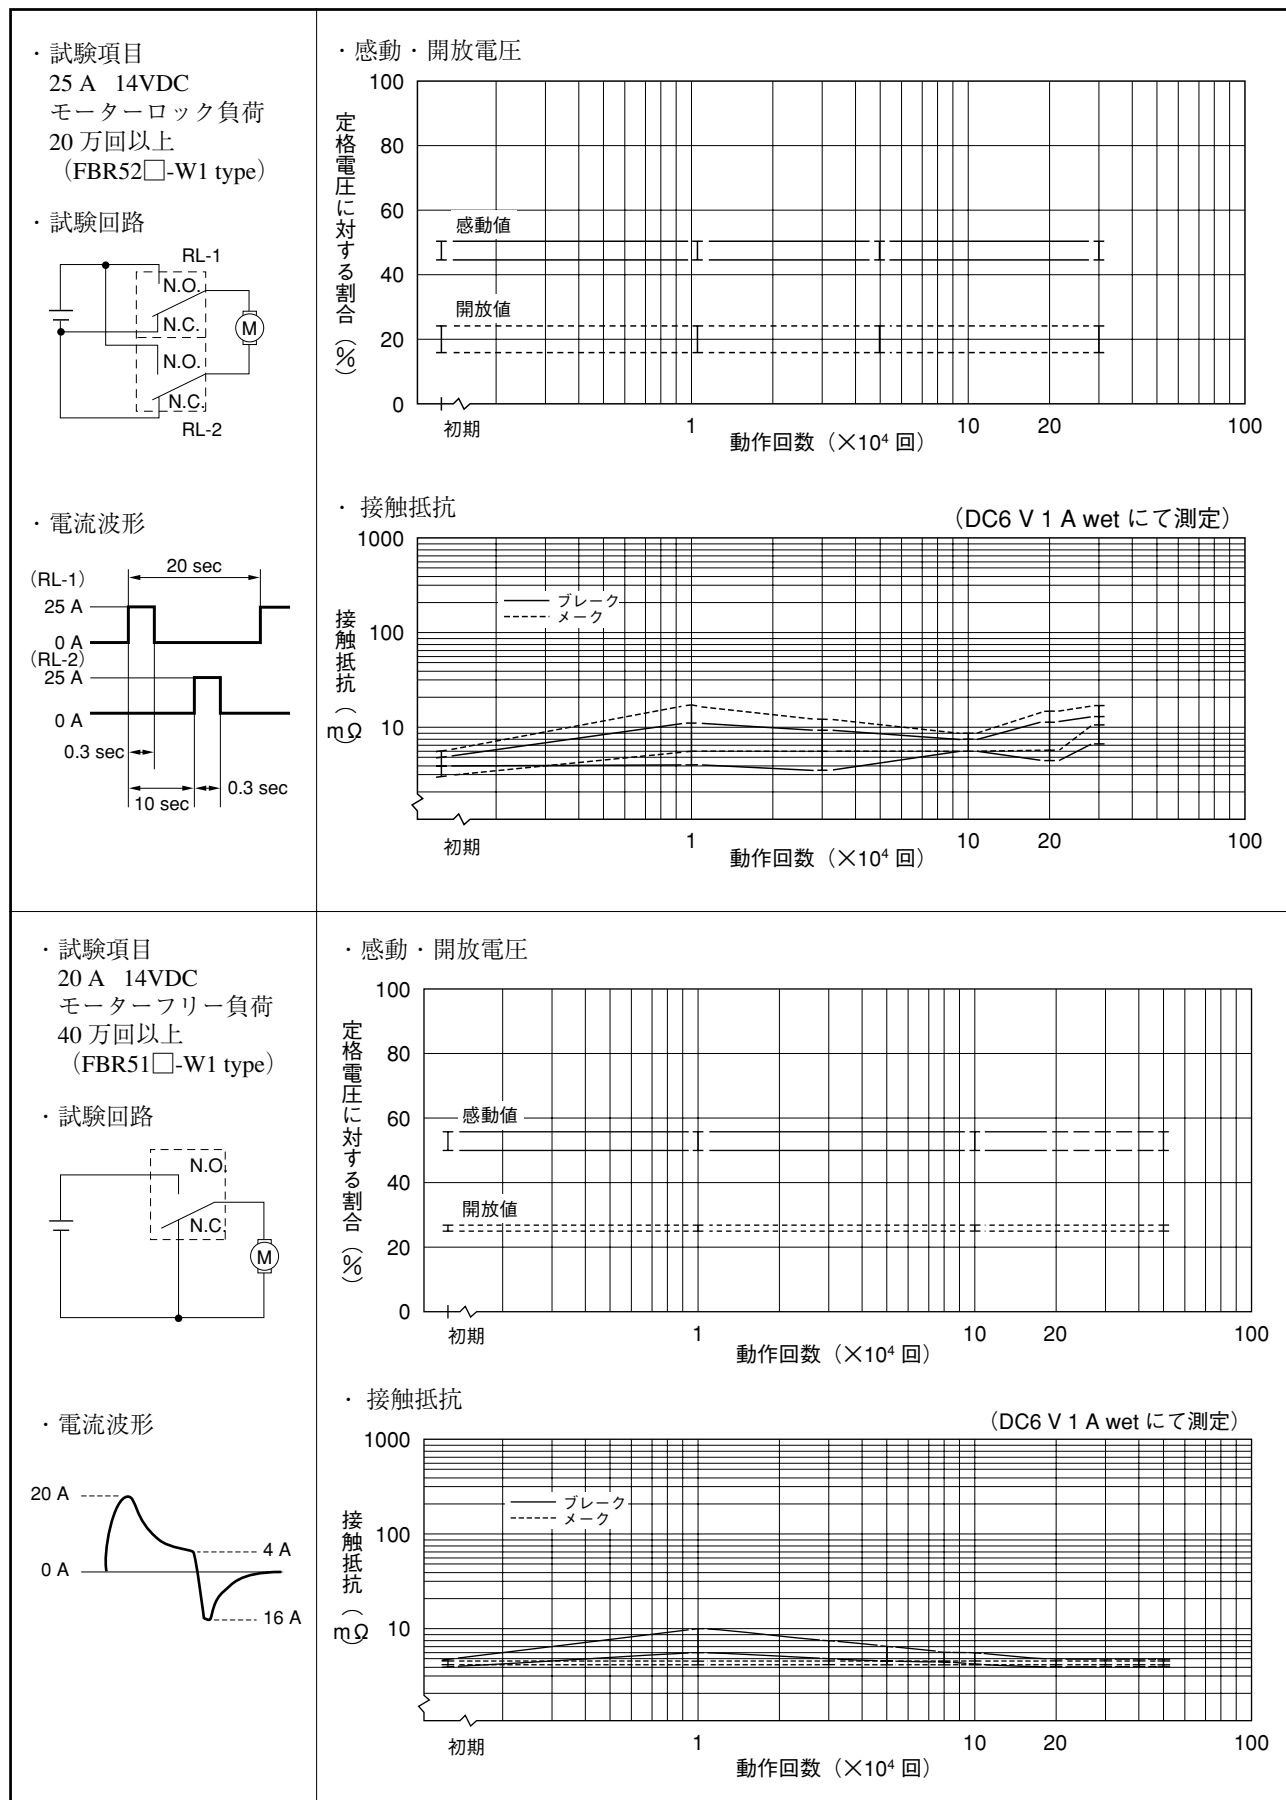 ・試験項目
25 A 14VDC
モーターロック負荷
20 万回以上
（FBR52□-W1 type）
・試験回路
RL-1
N.O.
N.C.
M
N.O.
N.C.
RL-2
・電流波形
(RL-1)
20 sec
25 A
0 A
(RL-2)
25 A
0 A
0.3 sec
10 sec
0.3 sec
・感動・開放電圧
定格電圧に対する割合（％）
100
80
60
感動値
40
開放値
20
0
初期
1
10
20
100
動作回数（×10⁴ 回）
・ 接触抵抗
（DC6 V 1 A wet にて測定）
接触抵抗（mΩ）
1000
ブレーク
メーク
100
10
初期
1
10
20
100
動作回数（×10⁴ 回）
・試験項目
20 A 14VDC
モーターフリー負荷
40 万回以上
（FBR51□-W1 type）
・試験回路
N.O.
N.C.
M
・電流波形
20 A
4 A
0 A
16 A
・感動・開放電圧
定格電圧に対する割合（％）
100
80
60
感動値
40
開放値
20
0
初期
1
10
20
100
動作回数（×10⁴ 回）
・ 接触抵抗
（DC6 V 1 A wet にて測定）
接触抵抗（mΩ）
1000
ブレーク
メーク
100
10
初期
1
10
20
100
動作回数（×10⁴ 回）